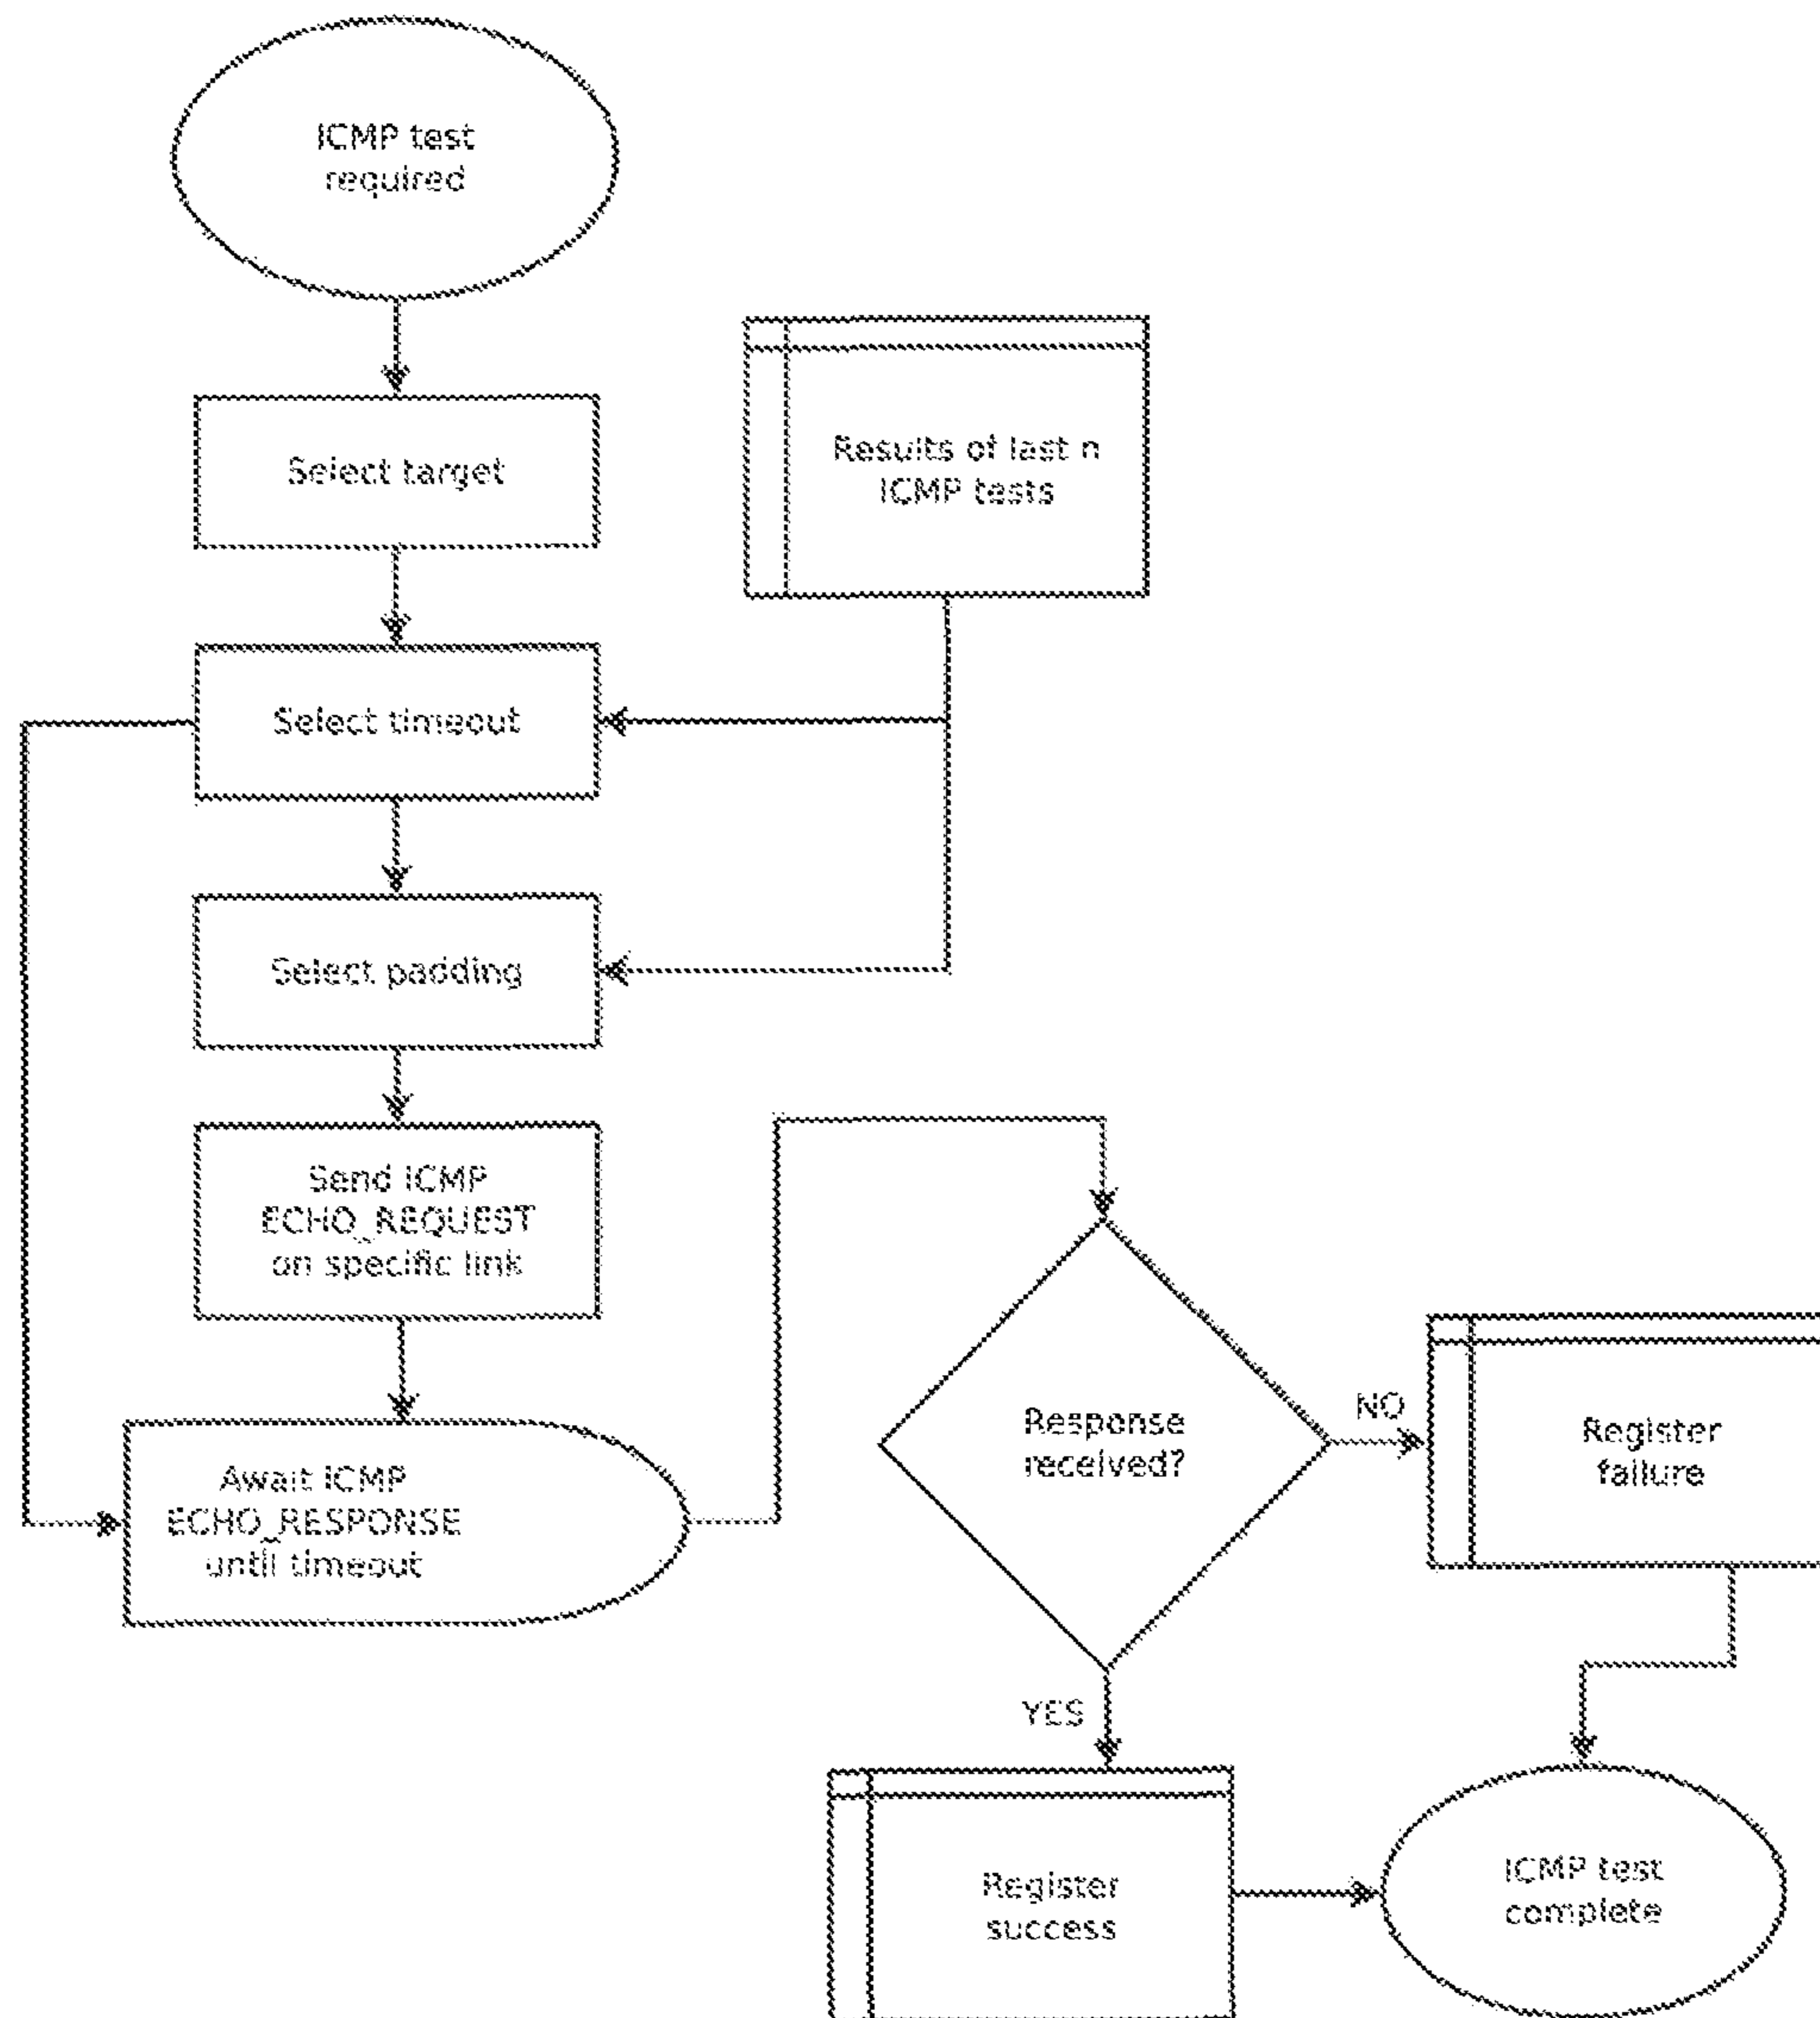 ICMP test
required
Select target
Results of last n
ICMP tests
Select timeout
Select padding
Send ICMP
ECHO_REQUEST
on specific link
Await ICMP
ECHO_RESPONSE
until timeout
Response
received?
NO
Register
failure
YES
Register
success
ICMP test
complete